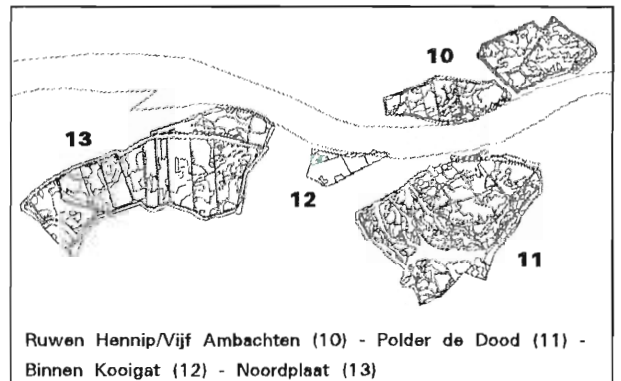 10
13
12
11
Ruwen Hennip/Vijf Ambachten (10) - Polder de Dood (11) -
Binnen Kooigat (12) - Noordplaat (13)